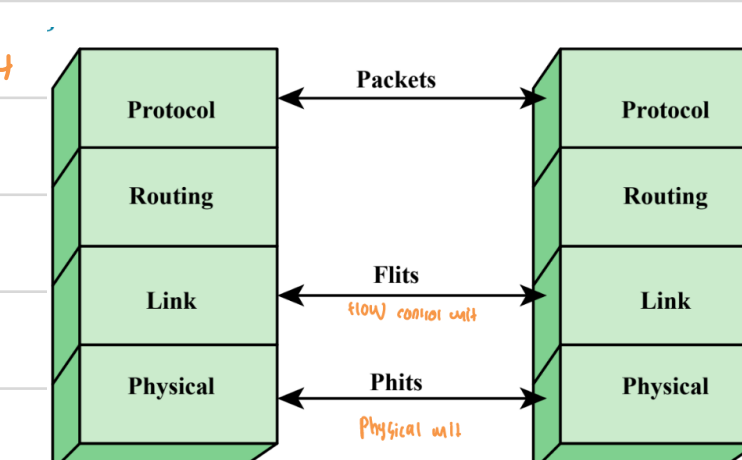 Packets
Protocol
Protocol
Routing
Routing
Flits
Link
flow control unit
Link
Phits
Physical
Physical
Physical unit